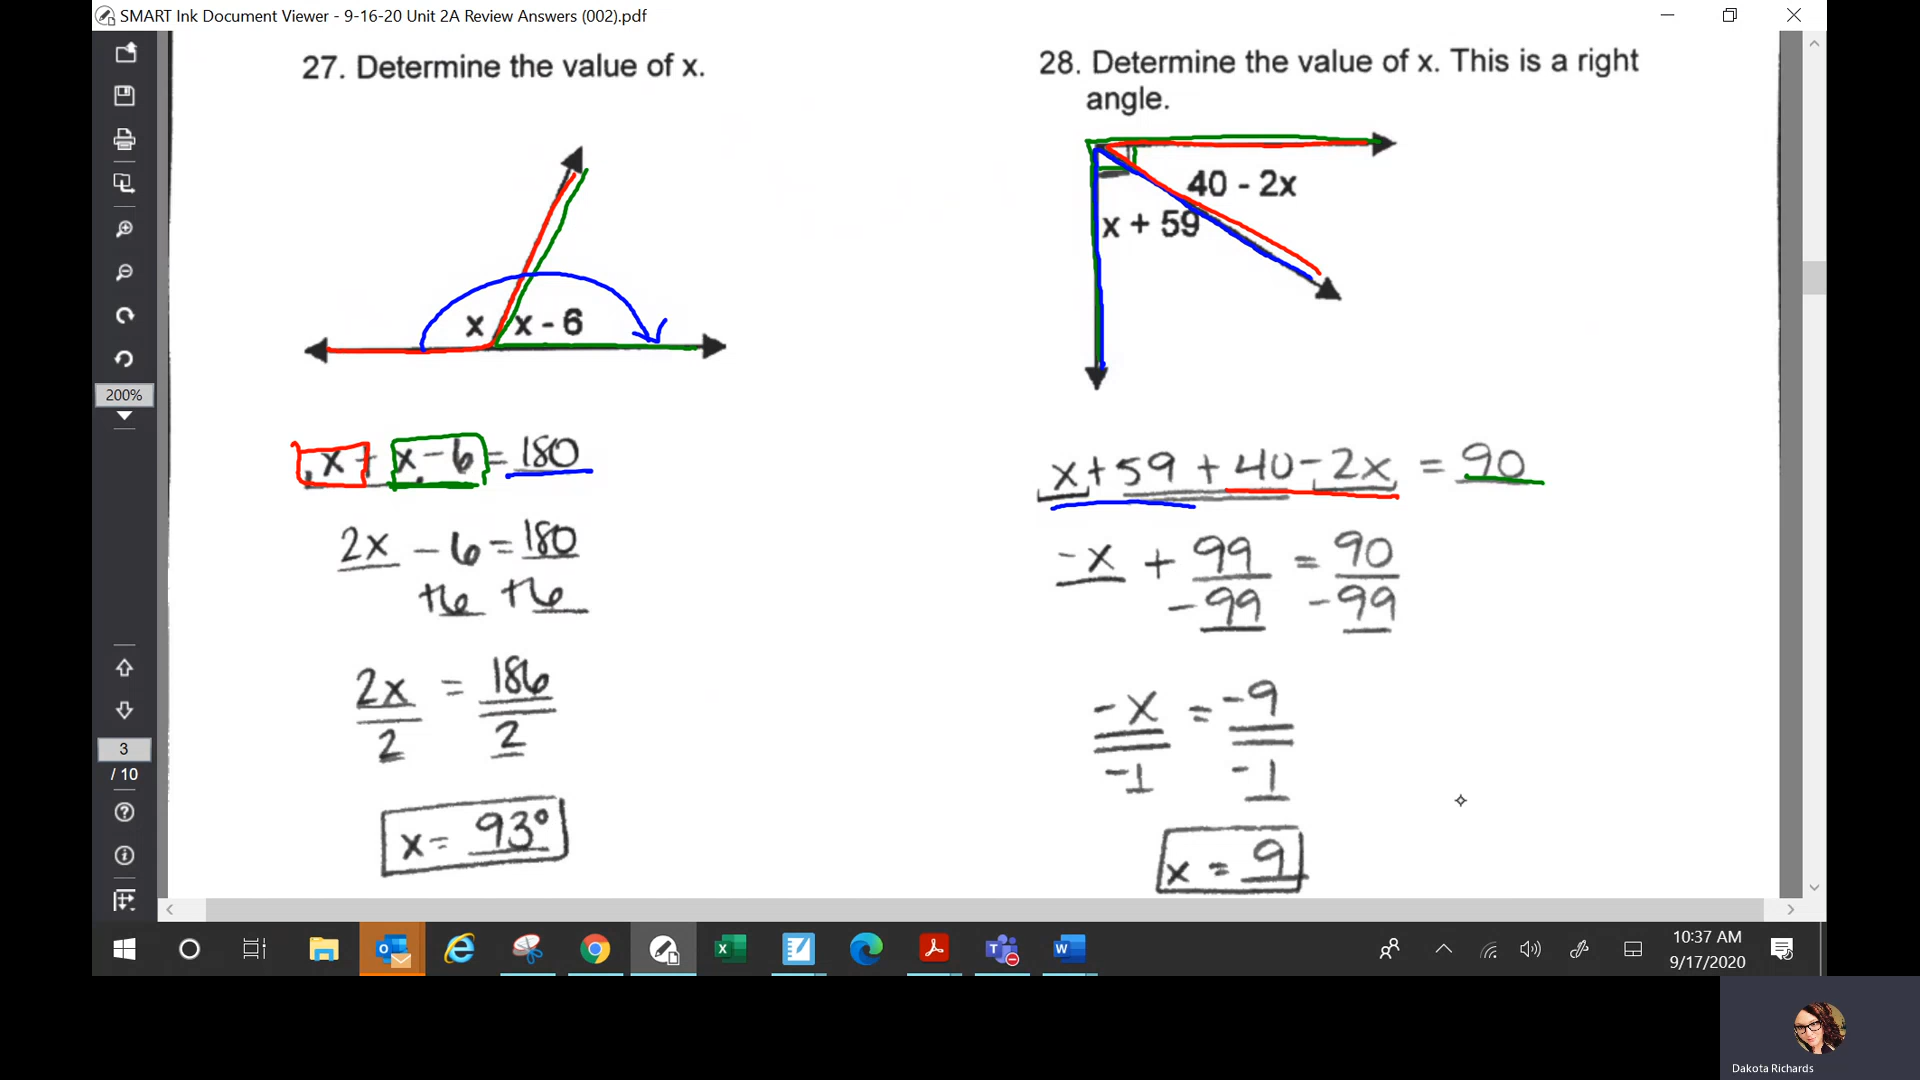 SMART Ink Document Viewer - 9-16-20 Unit 2A Review Answers (002).pdf
27. Determine the value of x.
x
x - 6
x + x - 6 = 180
2x - 6 = 180
+6 +6
2x = 186
2 2
x = 93°
28. Determine the value of x. This is a right
angle.
40 - 2x
x + 59
x + 59 + 40 - 2x = 90
-x + 99 = 90
-99 -99
-x = -9
-1 -1
x = 9
200%
3
/ 10
10:37 AM
9/17/2020
Dakota Richards